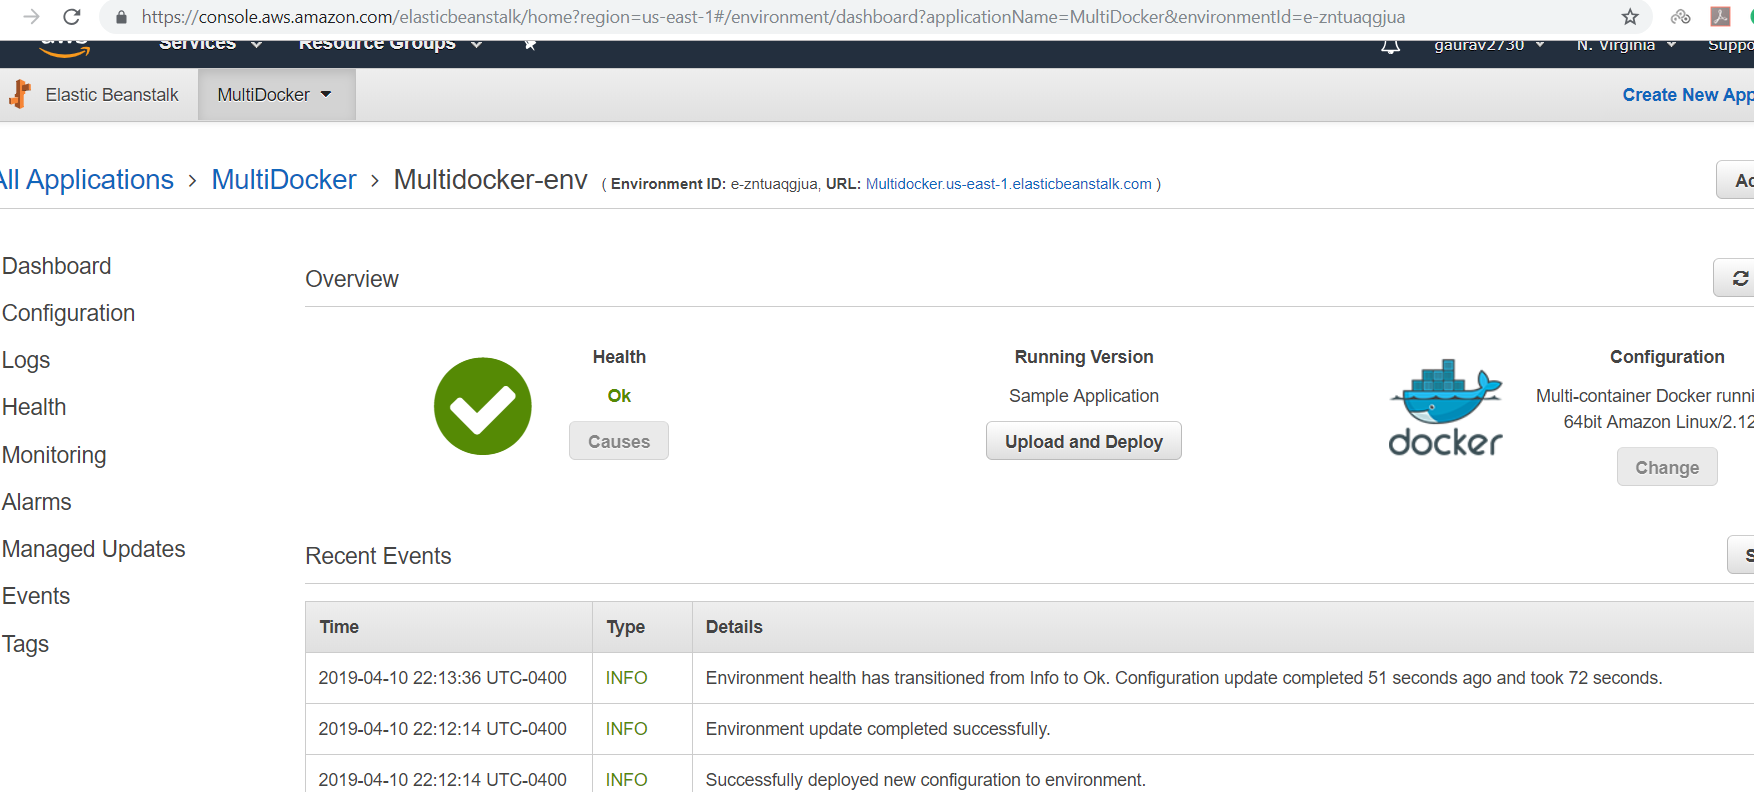 https://console.aws.amazon.com/elasticbeanstalk/home?region=us-east-1#/environment/dashboard?applicationName=MultiDocker&environmentId=e-zntuaqgjua
aws Services Resource Groups gaurav2730 N. Virginia Suppo
Elastic Beanstalk MultiDocker Create New App
All Applications > MultiDocker > Multidocker-env ( Environment ID: e-zntuaqgjua, URL: Multidocker.us-east-1.elasticbeanstalk.com )
Ac
Dashboard
Configuration
Logs
Health
Monitoring
Alarms
Managed Updates
Events
Tags
Overview
Health
Ok
Causes
Running Version
Sample Application
Upload and Deploy
docker
Configuration
Multi-container Docker runni
64bit Amazon Linux/2.12
Change
Recent Events
S
Time Type Details
2019-04-10 22:13:36 UTC-0400 INFO Environment health has transitioned from Info to Ok. Configuration update completed 51 seconds ago and took 72 seconds.
2019-04-10 22:12:14 UTC-0400 INFO Environment update completed successfully.
2019-04-10 22:12:14 UTC-0400 INFO Successfully deployed new configuration to environment.